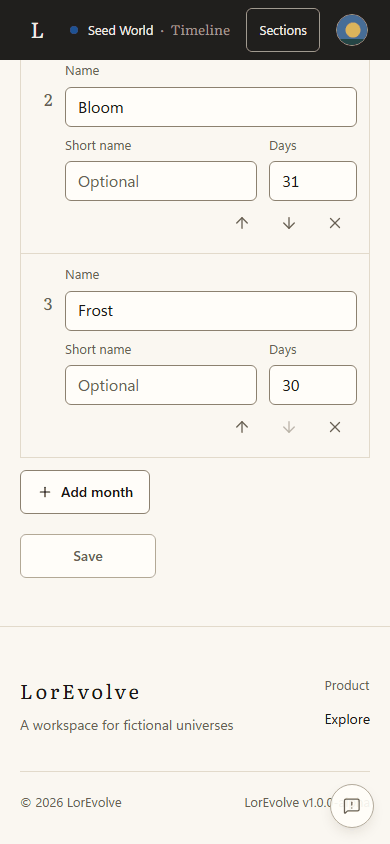 L Seed World · Timeline Sections
Name
2 Bloom
Short name Days
Optional 31
Name
3 Frost
Short name Days
Optional 30
Add month
Save
LorEvolve Product
A workspace for fictional universes Explore
© 2026 LorEvolve LorEvolve v1.0.0